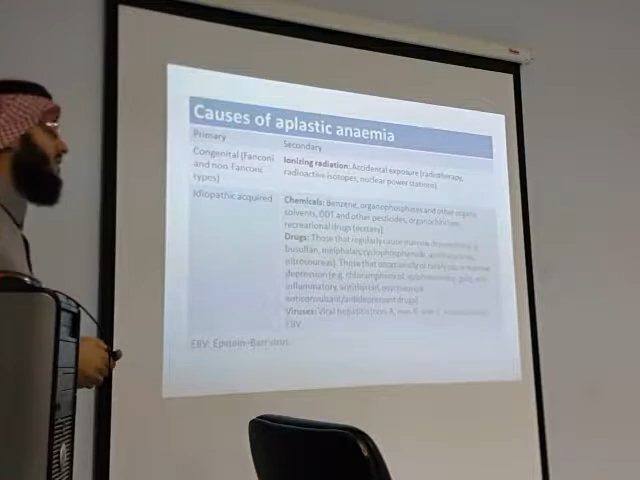 Causes of aplastic anaemia
Primary
Secondary
Congenital (Fanconi
and non-Fanconi
types)
Ionizing radiation: Accidental exposure (radiotherapy,
radioactive isotopes, nuclear power stations)
Idiopathic acquired
Chemicals: Benzene, organophosphates and other organic
solvents, DDT and other pesticides, organochlorines,
recreational drugs (ecstasy)
Drugs: Those that regularly cause marrow
busulfan, melphalan, cyclophosphamide,
nitrosoureas). Those that occasionally or rarely cause marrow
depression (e.g. chloramphenicol,
inflammatory,
anticonvulsant/antidepressant drugs)
Viruses: Viral hepatitis (non-A, non-B
EBV
EBV: Epstein-Barr virus